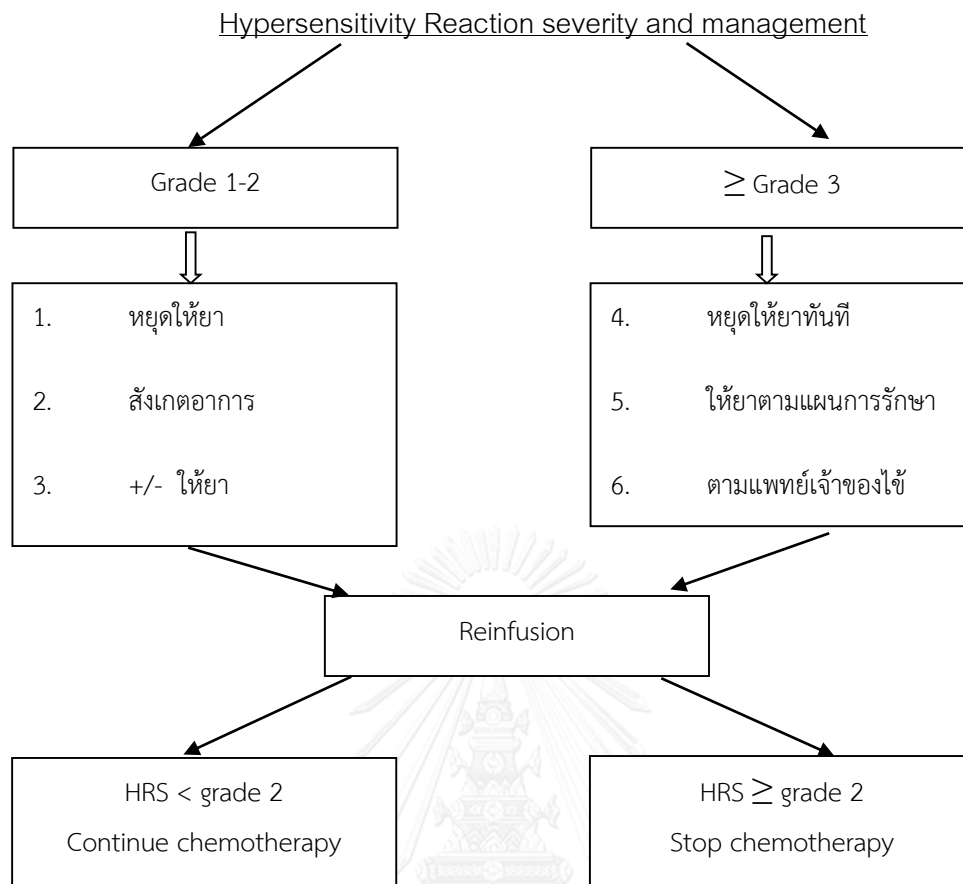 Hypersensitivity Reaction severity and management
Grade 1-2
≥ Grade 3
1. หยุดให้ยา
2. สังเกตอาการ
3. +/- ให้ยา
4. หยุดให้ยาทันที
5. ให้ยาตามแผนการรักษา
6. ตามแพทย์เจ้าของไข้
Reinfusion
HRS < grade 2
Continue chemotherapy
HRS ≥ grade 2
Stop chemotherapy